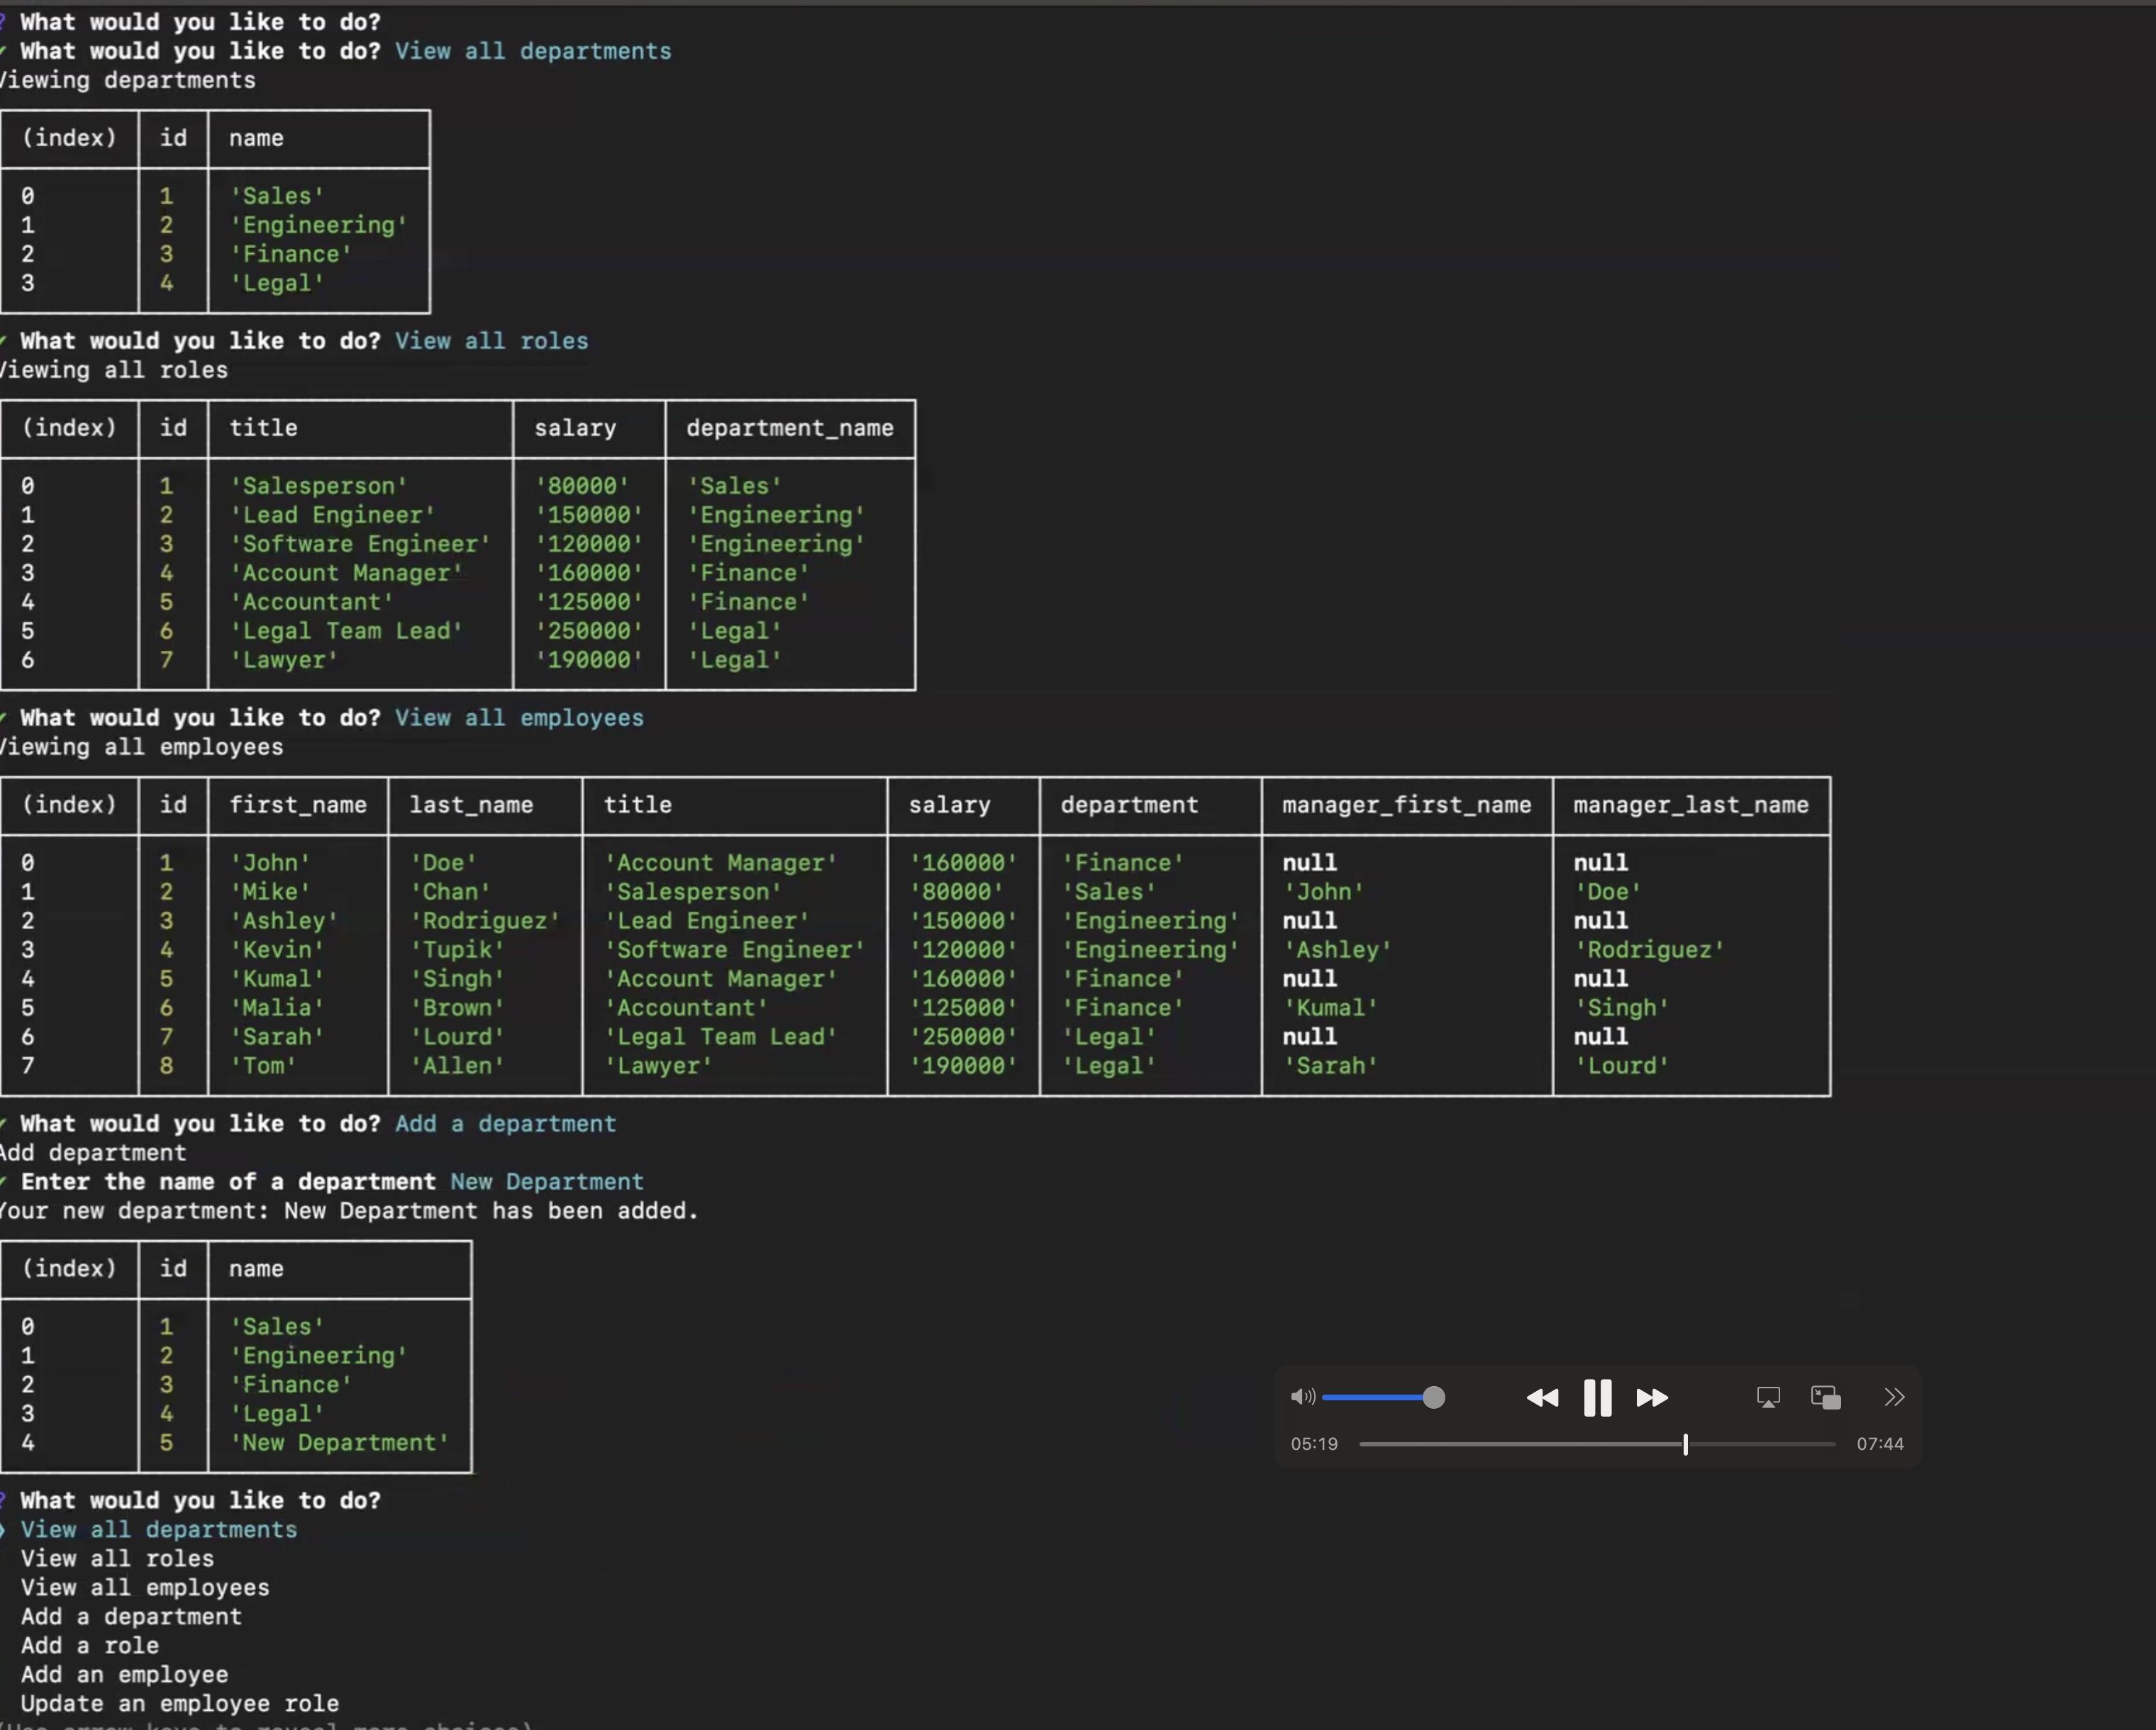 ? What would you like to do?
✓ What would you like to do? View all departments
Viewing departments
(index) id name
0 1 'Sales'
1 2 'Engineering'
2 3 'Finance'
3 4 'Legal'
✓ What would you like to do? View all roles
Viewing all roles
(index) id title salary department_name
0 1 'Salesperson' '80000' 'Sales'
1 2 'Lead Engineer' '150000' 'Engineering'
2 3 'Software Engineer' '120000' 'Engineering'
3 4 'Account Manager' '160000' 'Finance'
4 5 'Accountant' '125000' 'Finance'
5 6 'Legal Team Lead' '250000' 'Legal'
6 7 'Lawyer' '190000' 'Legal'
✓ What would you like to do? View all employees
Viewing all employees
(index) id first_name last_name title salary department manager_first_name manager_last_name
0 1 'John' 'Doe' 'Account Manager' '160000' 'Finance' null null
1 2 'Mike' 'Chan' 'Salesperson' '80000' 'Sales' 'John' 'Doe'
2 3 'Ashley' 'Rodriguez' 'Lead Engineer' '150000' 'Engineering' null null
3 4 'Kevin' 'Tupik' 'Software Engineer' '120000' 'Engineering' 'Ashley' 'Rodriguez'
4 5 'Kumal' 'Singh' 'Account Manager' '160000' 'Finance' null null
5 6 'Malia' 'Brown' 'Accountant' '125000' 'Finance' 'Kumal' 'Singh'
6 7 'Sarah' 'Lourd' 'Legal Team Lead' '250000' 'Legal' null null
7 8 'Tom' 'Allen' 'Lawyer' '190000' 'Legal' 'Sarah' 'Lourd'
✓ What would you like to do? Add a department
Add department
✓ Enter the name of a department New Department
Your new department: New Department has been added.
(index) id name
0 1 'Sales'
1 2 'Engineering'
2 3 'Finance'
3 4 'Legal'
4 5 'New Department'
05:19 07:44
? What would you like to do?
❯ View all departments
View all roles
View all employees
Add a department
Add a role
Add an employee
Update an employee role
(Use arrow keys to reveal more choices)